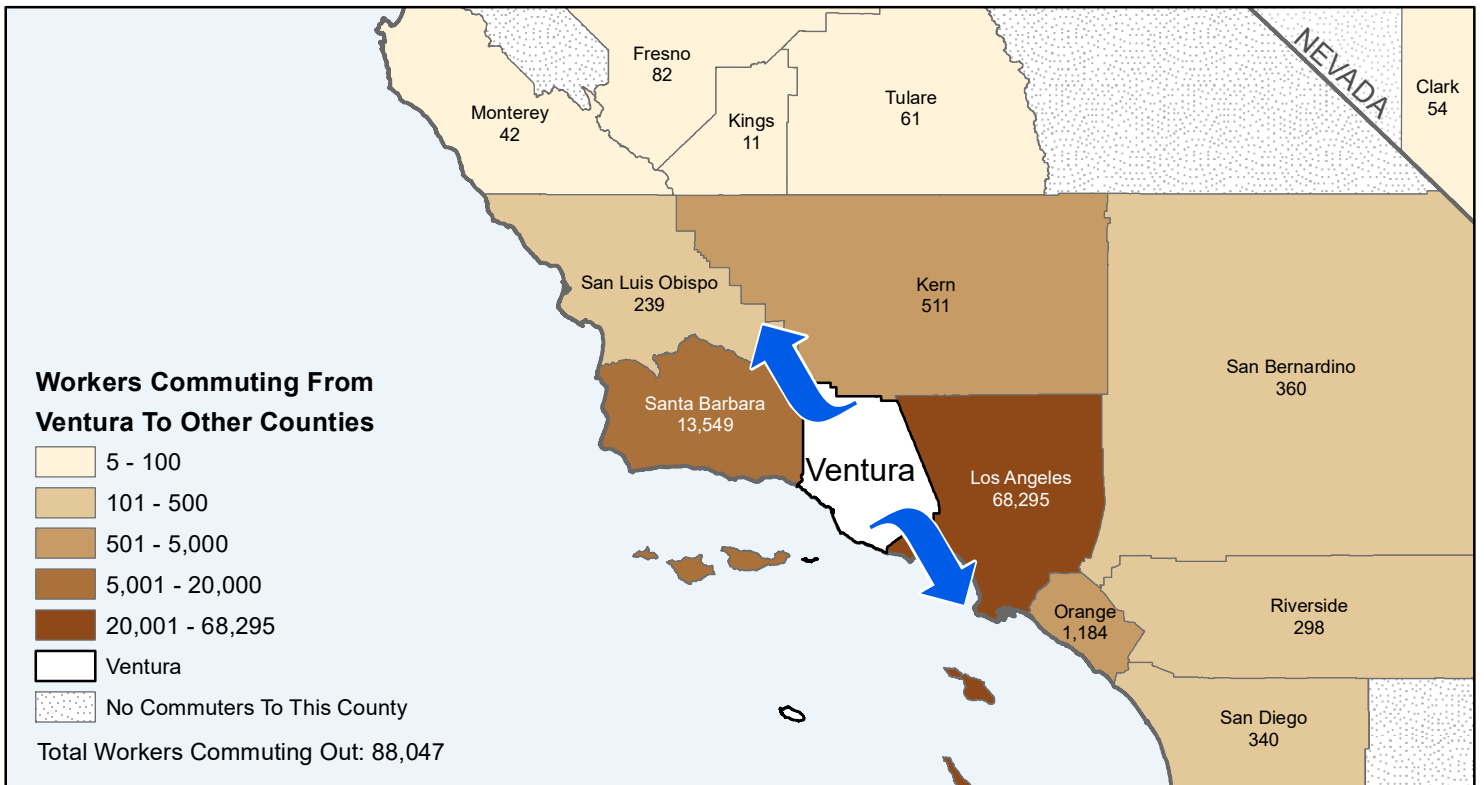 Fresno
82
Monterey
42
Kings
11
Tulare
61
NEVADA
Clark
54
San Luis Obispo
239
Kern
511
San Bernardino
360
Santa Barbara
13,549
Ventura
Los Angeles
68,295
Orange
1,184
Riverside
298
San Diego
340
Workers Commuting From
Ventura To Other Counties
5 - 100
101 - 500
501 - 5,000
5,001 - 20,000
20,001 - 68,295
Ventura
No Commuters To This County
Total Workers Commuting Out: 88,047